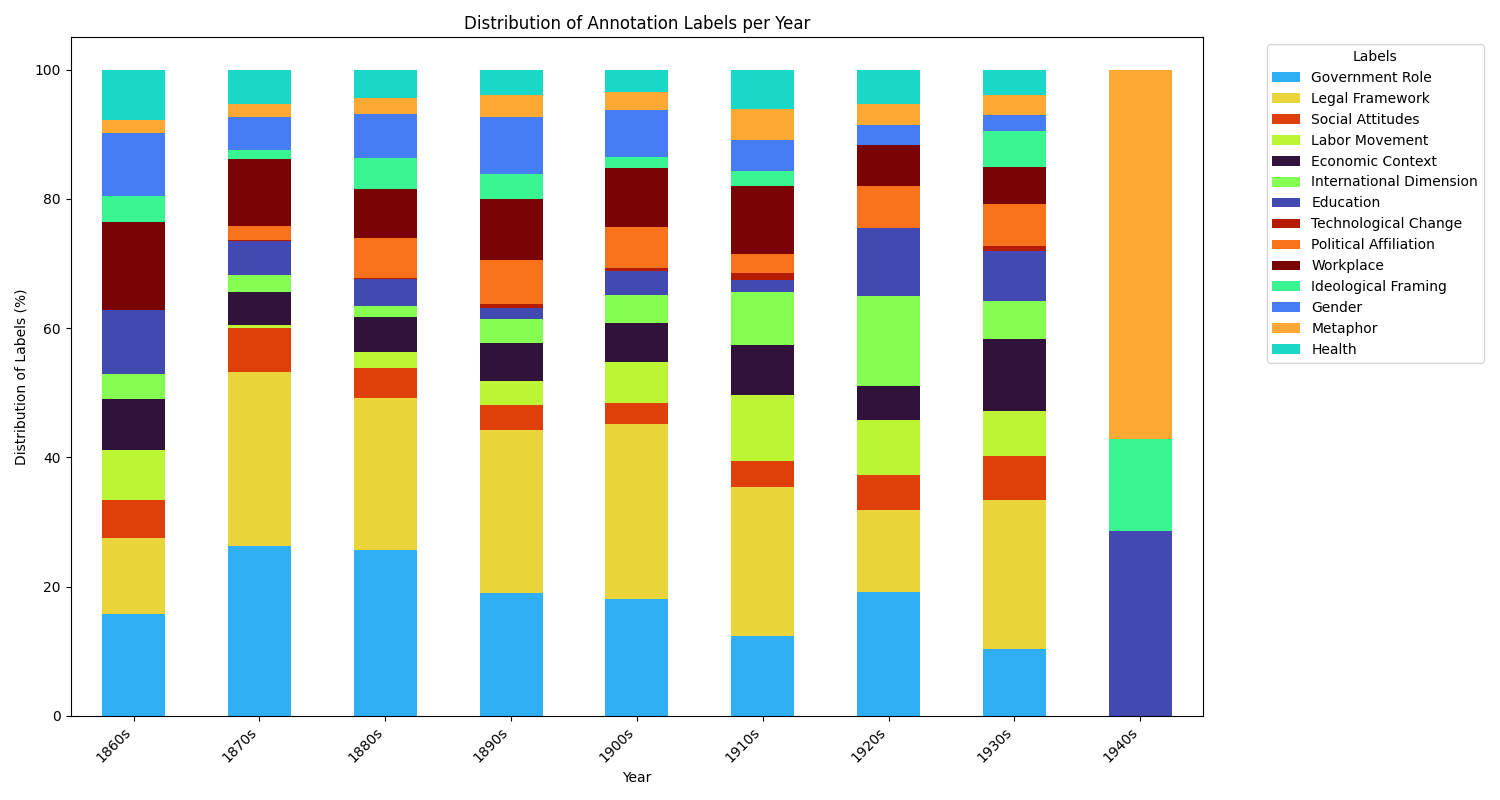 Distribution of Annotation Labels per Year
Distribution of Labels (%)
100
80
60
40
20
0
1860s
1870s
1880s
1890s
1900s
1910s
1920s
1930s
1940s
Year
Labels
Government Role
Legal Framework
Social Attitudes
Labor Movement
Economic Context
International Dimension
Education
Technological Change
Political Affiliation
Workplace
Ideological Framing
Gender
Metaphor
Health